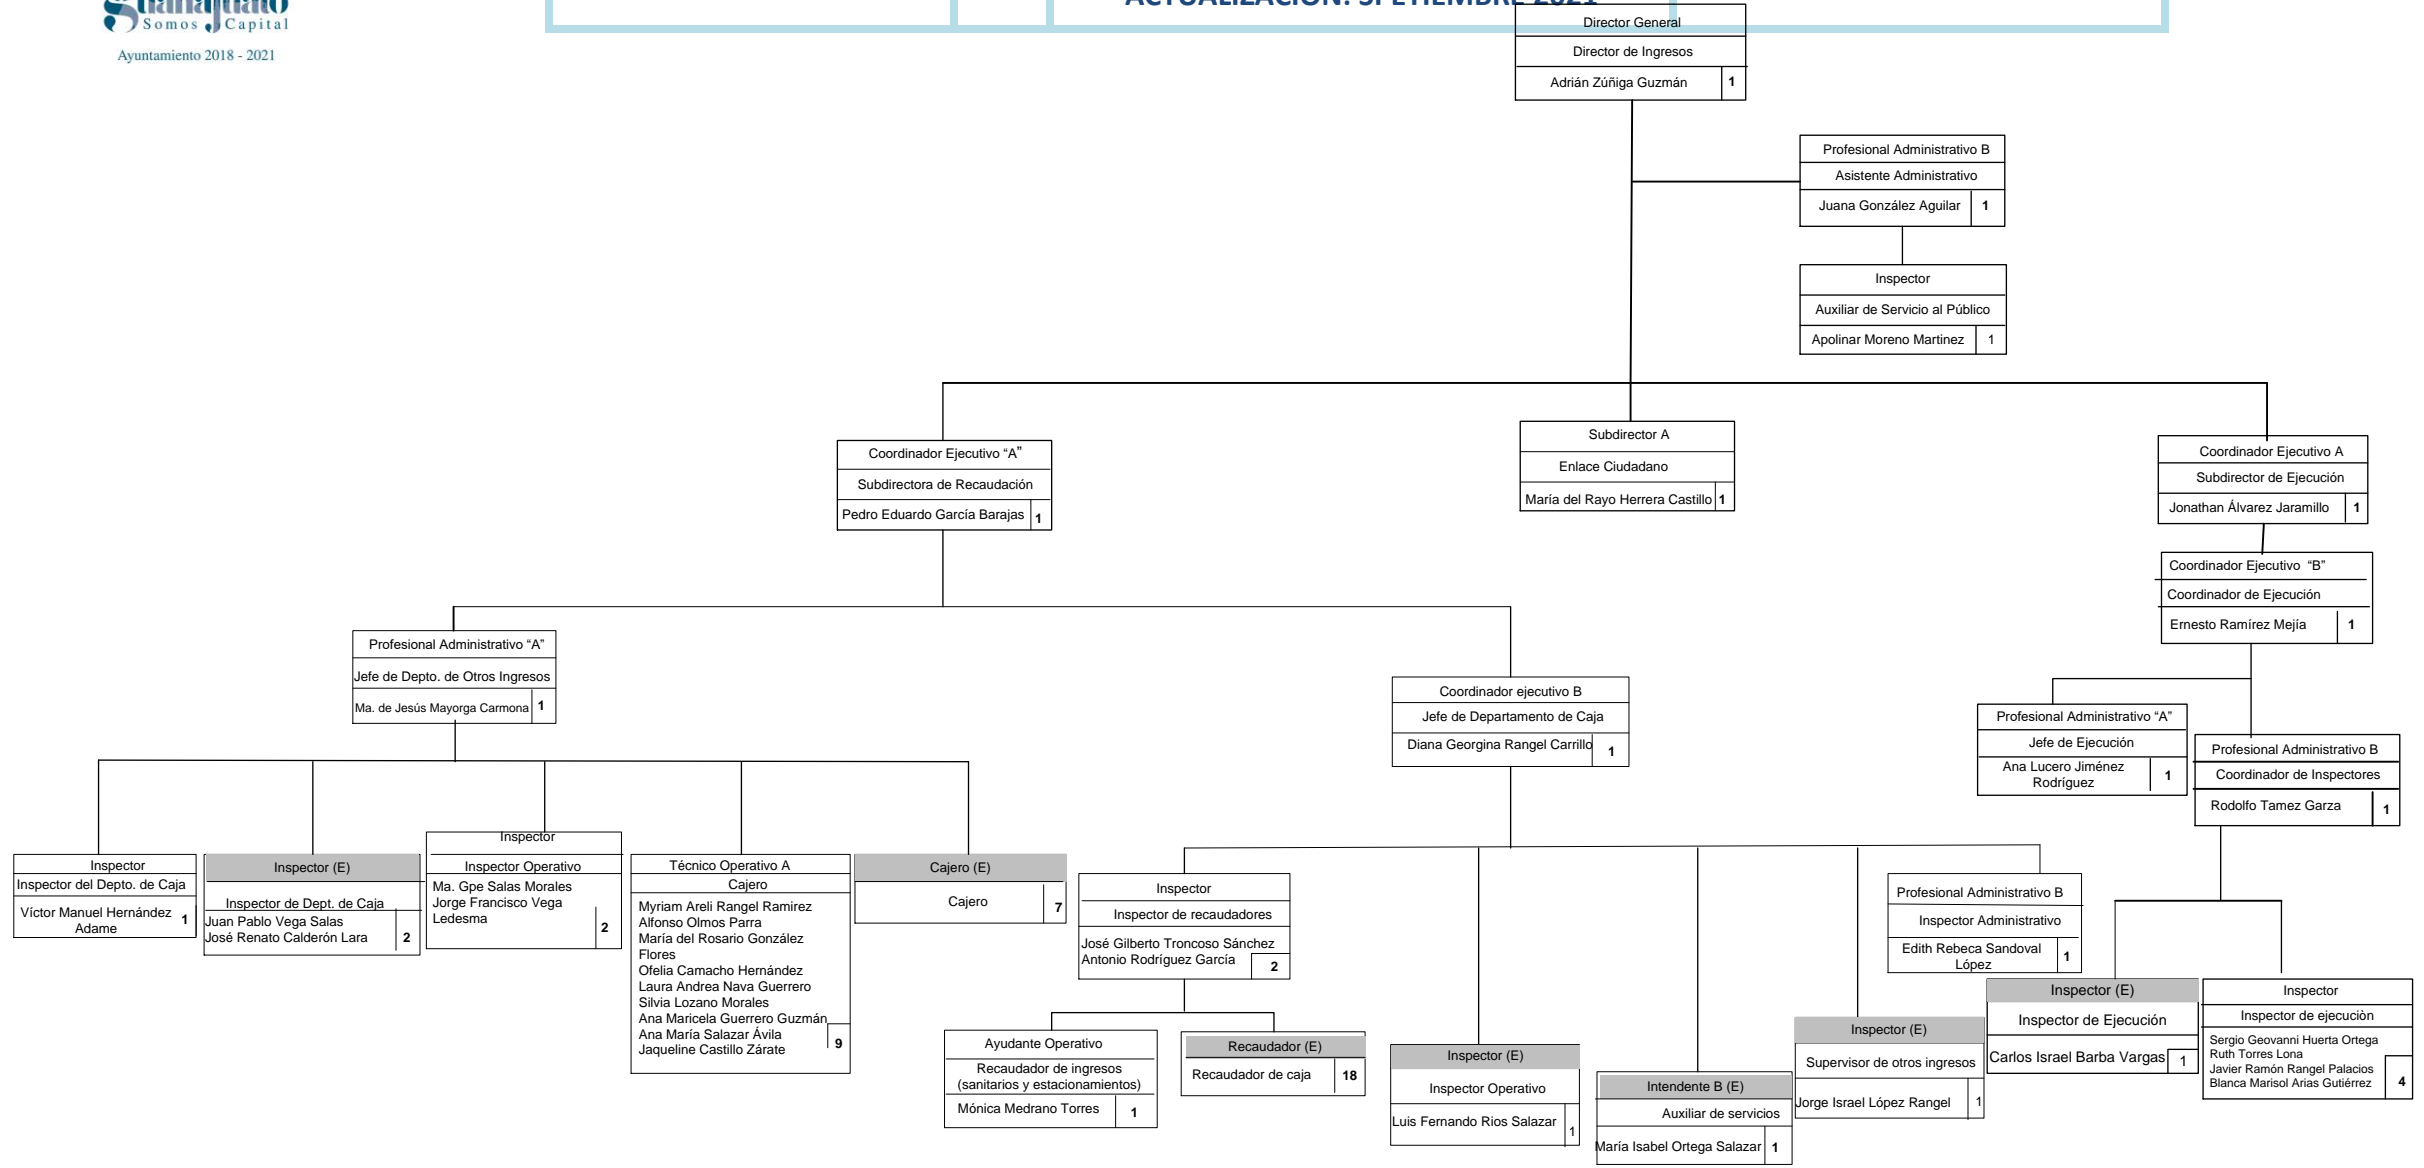 Guanajuato
Somos Capital
Ayuntamiento 2018 - 2021
Director General
Director de Ingresos
Adrián Zúñiga Guzmán
1
Profesional Administrativo B
Asistente Administrativo
Juana González Aguilar
1
Inspector
Auxiliar de Servicio al Público
Apolinar Moreno Martinez
1
Coordinador Ejecutivo “A”
Subdirectora de Recaudación
Pedro Eduardo García Barajas
1
Subdirector A
Enlace Ciudadano
María del Rayo Herrera Castillo
1
Coordinador Ejecutivo A
Subdirector de Ejecución
Jonathan Álvarez Jaramillo
1
Coordinador Ejecutivo “B”
Coordinador de Ejecución
Ernesto Ramírez Mejía
1
Profesional Administrativo “A”
Jefe de Depto. de Otros Ingresos
Ma. de Jesús Mayorga Carmona
1
Coordinador ejecutivo B
Jefe de Departamento de Caja
Diana Georgina Rangel Carrillo
1
Profesional Administrativo “A”
Jefe de Ejecución
Ana Lucero Jiménez
Rodríguez
1
Profesional Administrativo B
Coordinador de Inspectores
Rodolfo Tamez Garza
1
Inspector
Inspector del Depto. de Caja
Víctor Manuel Hernández
Adame
1
Inspector (E)
Inspector de Dept. de Caja
Juan Pablo Vega Salas
José Renato Calderón Lara
2
Inspector
Inspector Operativo
Ma. Gpe Salas Morales
Jorge Francisco Vega
Ledesma
2
Técnico Operativo A
Cajero
Myriam Areli Rangel Ramirez
Alfonso Olmos Parra
María del Rosario González
Flores
Ofelia Camacho Hernández
Laura Andrea Nava Guerrero
Silvia Lozano Morales
Ana Maricela Guerrero Guzmán
Ana María Salazar Ávila
Jaqueline Castillo Zárate
9
Cajero (E)
Cajero
7
Inspector
Inspector de recaudadores
José Gilberto Troncoso Sánchez
Antonio Rodríguez García
2
Ayudante Operativo
Recaudador de ingresos
(sanitarios y estacionamientos)
Mónica Medrano Torres
1
Recaudador (E)
Recaudador de caja
18
Inspector (E)
Inspector Operativo
Luis Fernando Rios Salazar
1
Intendente B (E)
Auxiliar de servicios
María Isabel Ortega Salazar
1
Inspector (E)
Supervisor de otros ingresos
Jorge Israel López Rangel
1
Profesional Administrativo B
Inspector Administrativo
Edith Rebeca Sandoval
López
1
Inspector (E)
Inspector de Ejecución
Carlos Israel Barba Vargas
1
Inspector
Inspector de ejecuciòn
Sergio Geovanni Huerta Ortega
Ruth Torres Lona
Javier Ramón Rangel Palacios
Blanca Marisol Arias Gutiérrez
4